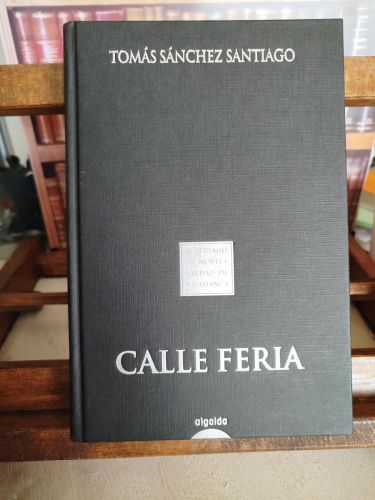 TOMÁS SÁNCHEZ SANTIAGO
PREMIO
DE NOVELA
CIUDAD DE
SALAMANCA
CALLE FERIA
algaida